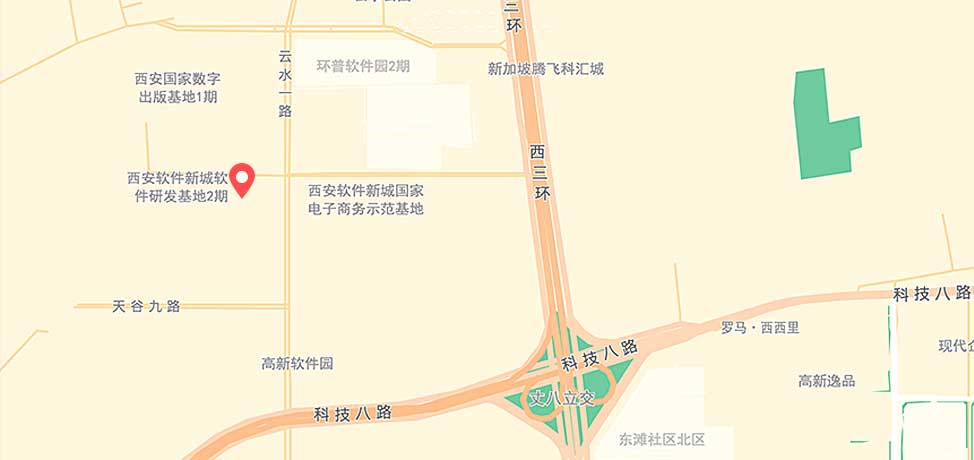 三
环
云
水
一
路
环普软件园2期
新加坡腾飞科汇城
西安国家数字
出版基地1期
西
三
环
西安软件新城软
件研发基地2期
西安软件新城国家
电子商务示范基地
天谷九路
科技八路
罗马·西西里
现代企
科技八路
高新软件园
高新逸品
丈八立交
科技八路
东滩社区北区